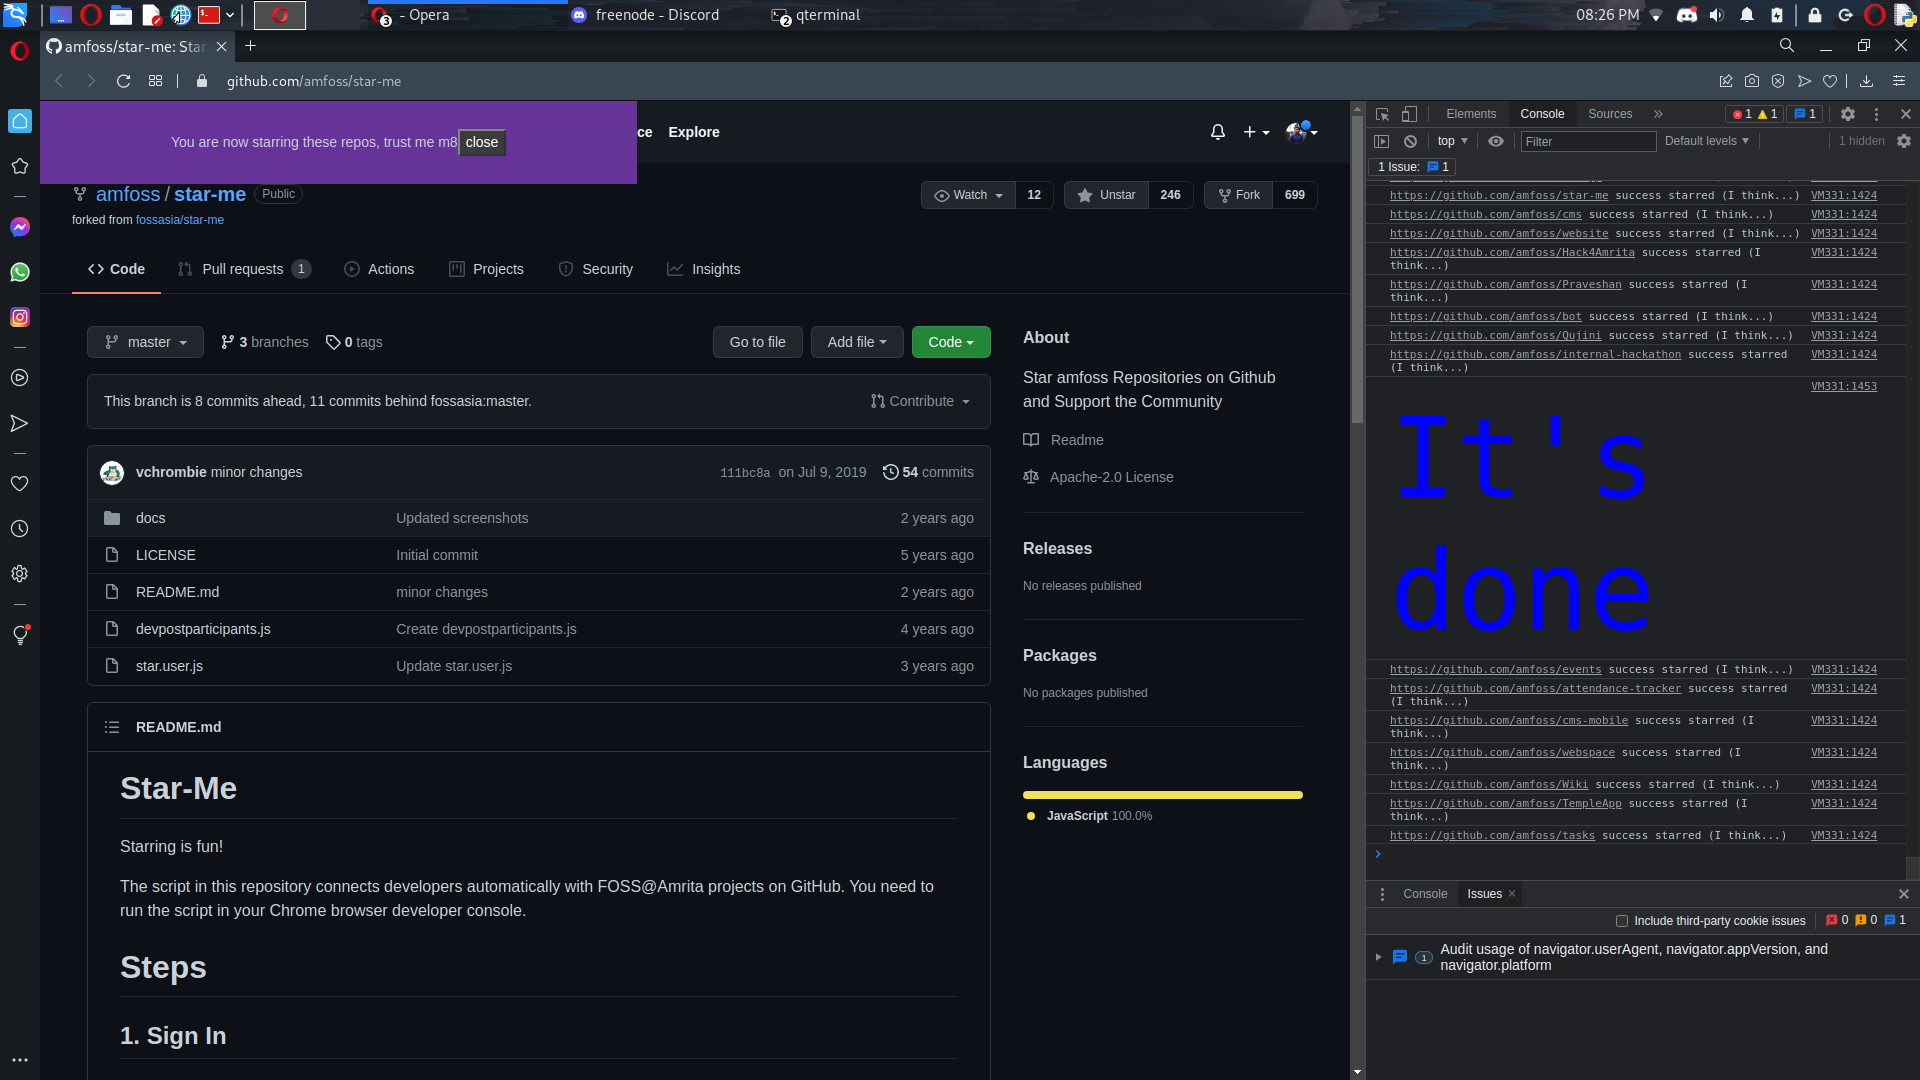 3 - Opera
freenode - Discord
2 qterminal
08:26 PM
amfoss/star-me: Star
github.com/amfoss/star-me
You are now starring these repos, trust me m8 close
ce Explore
amfoss / star-me Public
forked from fossasia/star-me
Watch 12
Unstar 246
Fork 699
Code
Pull requests 1
Actions
Projects
Security
Insights
master
3 branches
0 tags
Go to file
Add file
Code
This branch is 8 commits ahead, 11 commits behind fossasia:master.
Contribute
vchrombie minor changes
111bc8a on Jul 9, 2019
54 commits
docs Updated screenshots 2 years ago
LICENSE Initial commit 5 years ago
README.md minor changes 2 years ago
devpostparticipants.js Create devpostparticipants.js 4 years ago
star.user.js Update star.user.js 3 years ago
README.md
Star-Me
Starring is fun!
The script in this repository connects developers automatically with FOSS@Amrita projects on GitHub. You need to
run the script in your Chrome browser developer console.
Steps
1. Sign In
About
Star amfoss Repositories on Github
and Support the Community
Readme
Apache-2.0 License
Releases
No releases published
Packages
No packages published
Languages
JavaScript 100.0%
Elements Console Sources » 1 1 1
top Filter Default levels 1 hidden
1 Issue: 1
https://github.com/amfoss/star-me success starred (I think...) VM331:1424
https://github.com/amfoss/cms success starred (I think...) VM331:1424
https://github.com/amfoss/website success starred (I think...) VM331:1424
https://github.com/amfoss/Hack4Amrita success starred (I VM331:1424
think...)
https://github.com/amfoss/Praveshan success starred (I VM331:1424
think...)
https://github.com/amfoss/bot success starred (I think...) VM331:1424
https://github.com/amfoss/Qujini success starred (I think...) VM331:1424
https://github.com/amfoss/internal-hackathon success starred VM331:1424
(I think...)
VM331:1453
It's
done
https://github.com/amfoss/events success starred (I think...) VM331:1424
https://github.com/amfoss/attendance-tracker success starred VM331:1424
(I think...)
https://github.com/amfoss/cms-mobile success starred (I VM331:1424
think...)
https://github.com/amfoss/webspace success starred (I VM331:1424
think...)
https://github.com/amfoss/Wiki success starred (I think...) VM331:1424
https://github.com/amfoss/TempleApp success starred (I VM331:1424
think...)
https://github.com/amfoss/tasks success starred (I think...) VM331:1424
Console Issues
Include third-party cookie issues 0 0 1
1 Audit usage of navigator.userAgent, navigator.appVersion, and
navigator.platform